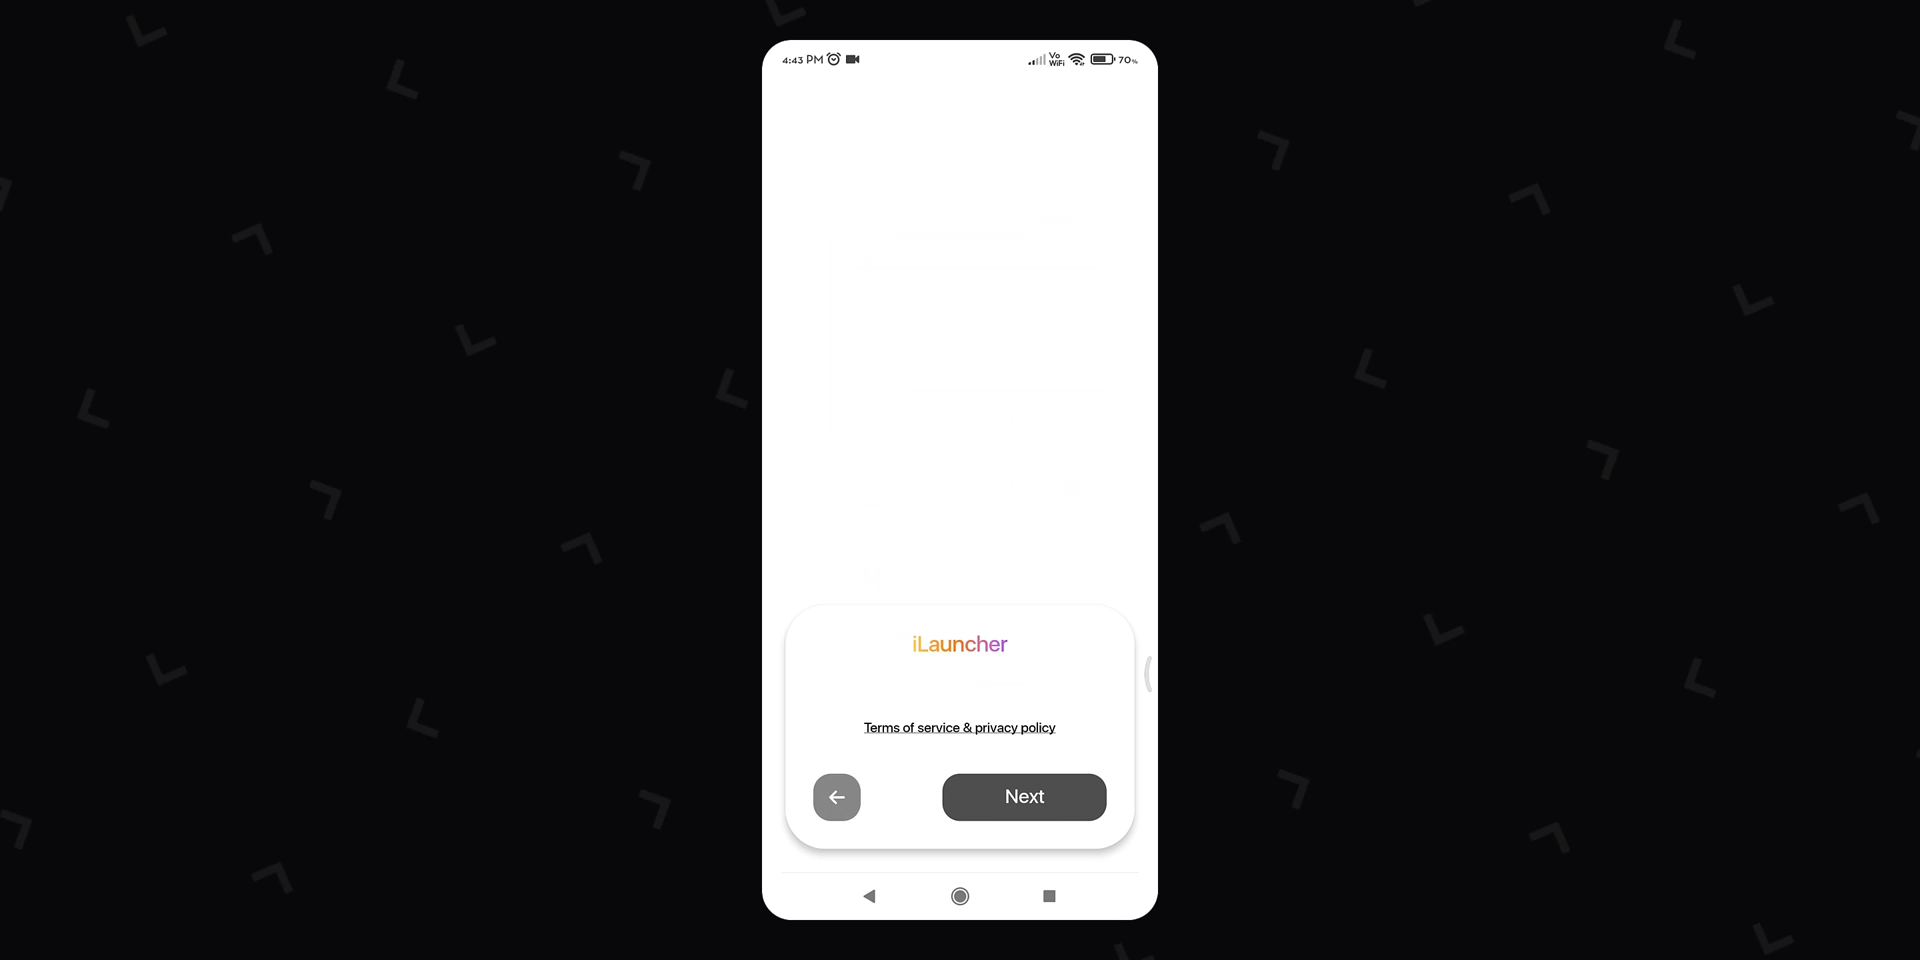 4:43 PM
Vo
WiFi
70%
iLauncher
Terms of service & privacy policy
Next